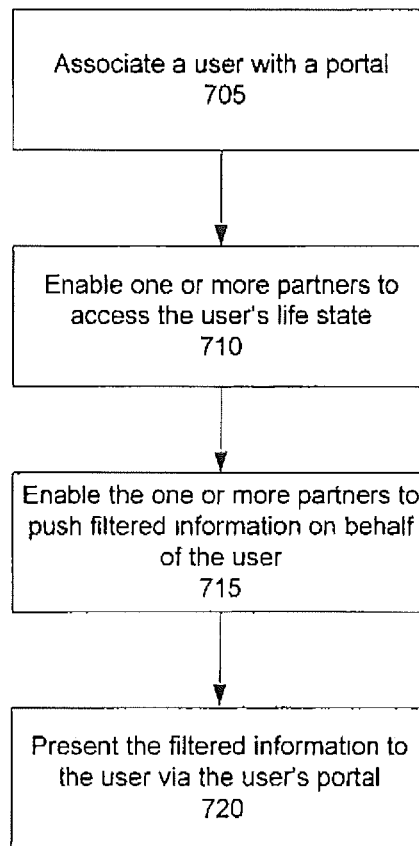 Associate a user with a portal
705
Enable one or more partners to
access the user's life state
710
Enable the one or more partners to
push filtered information on behalf
of the user
715
Present the filtered information to
the user via the user's portal
720